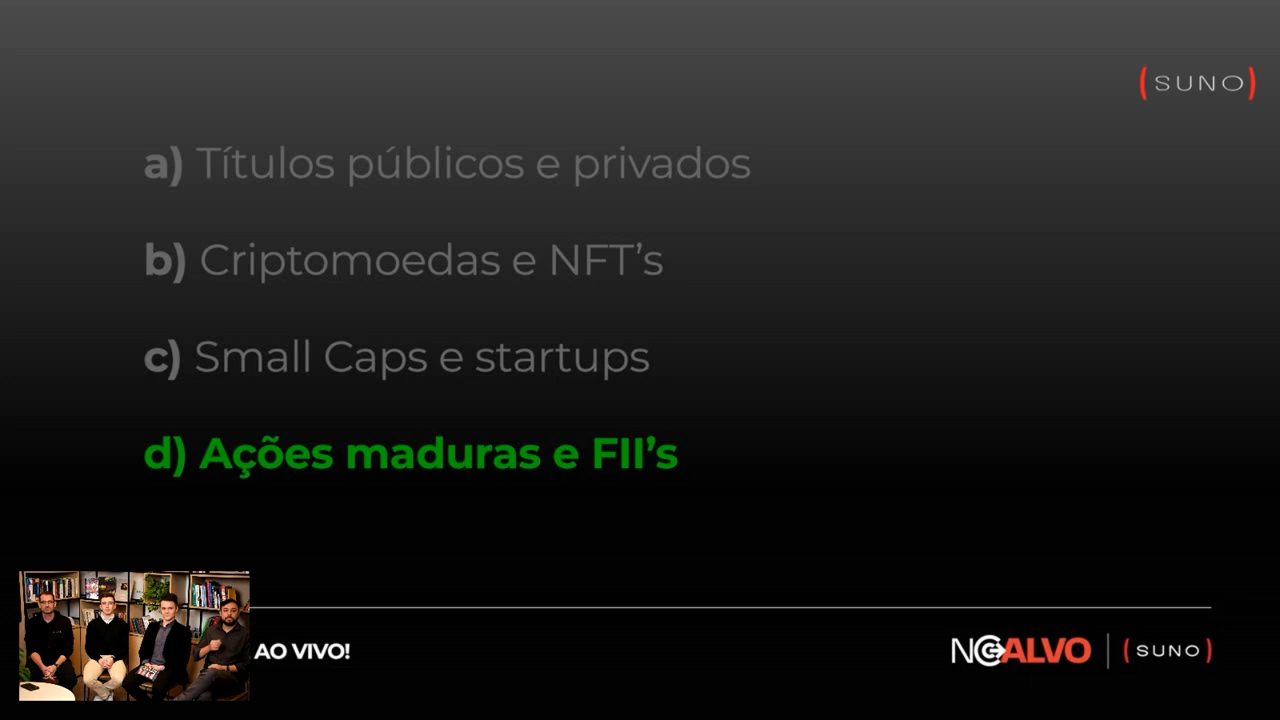 ( SUNO )
a) Títulos públicos e privados
b) Criptomoedas e NFT’s
c) Small Caps e startups
d) Ações maduras e FII’s
AO VIVO!
NO ALVO | ( SUNO )